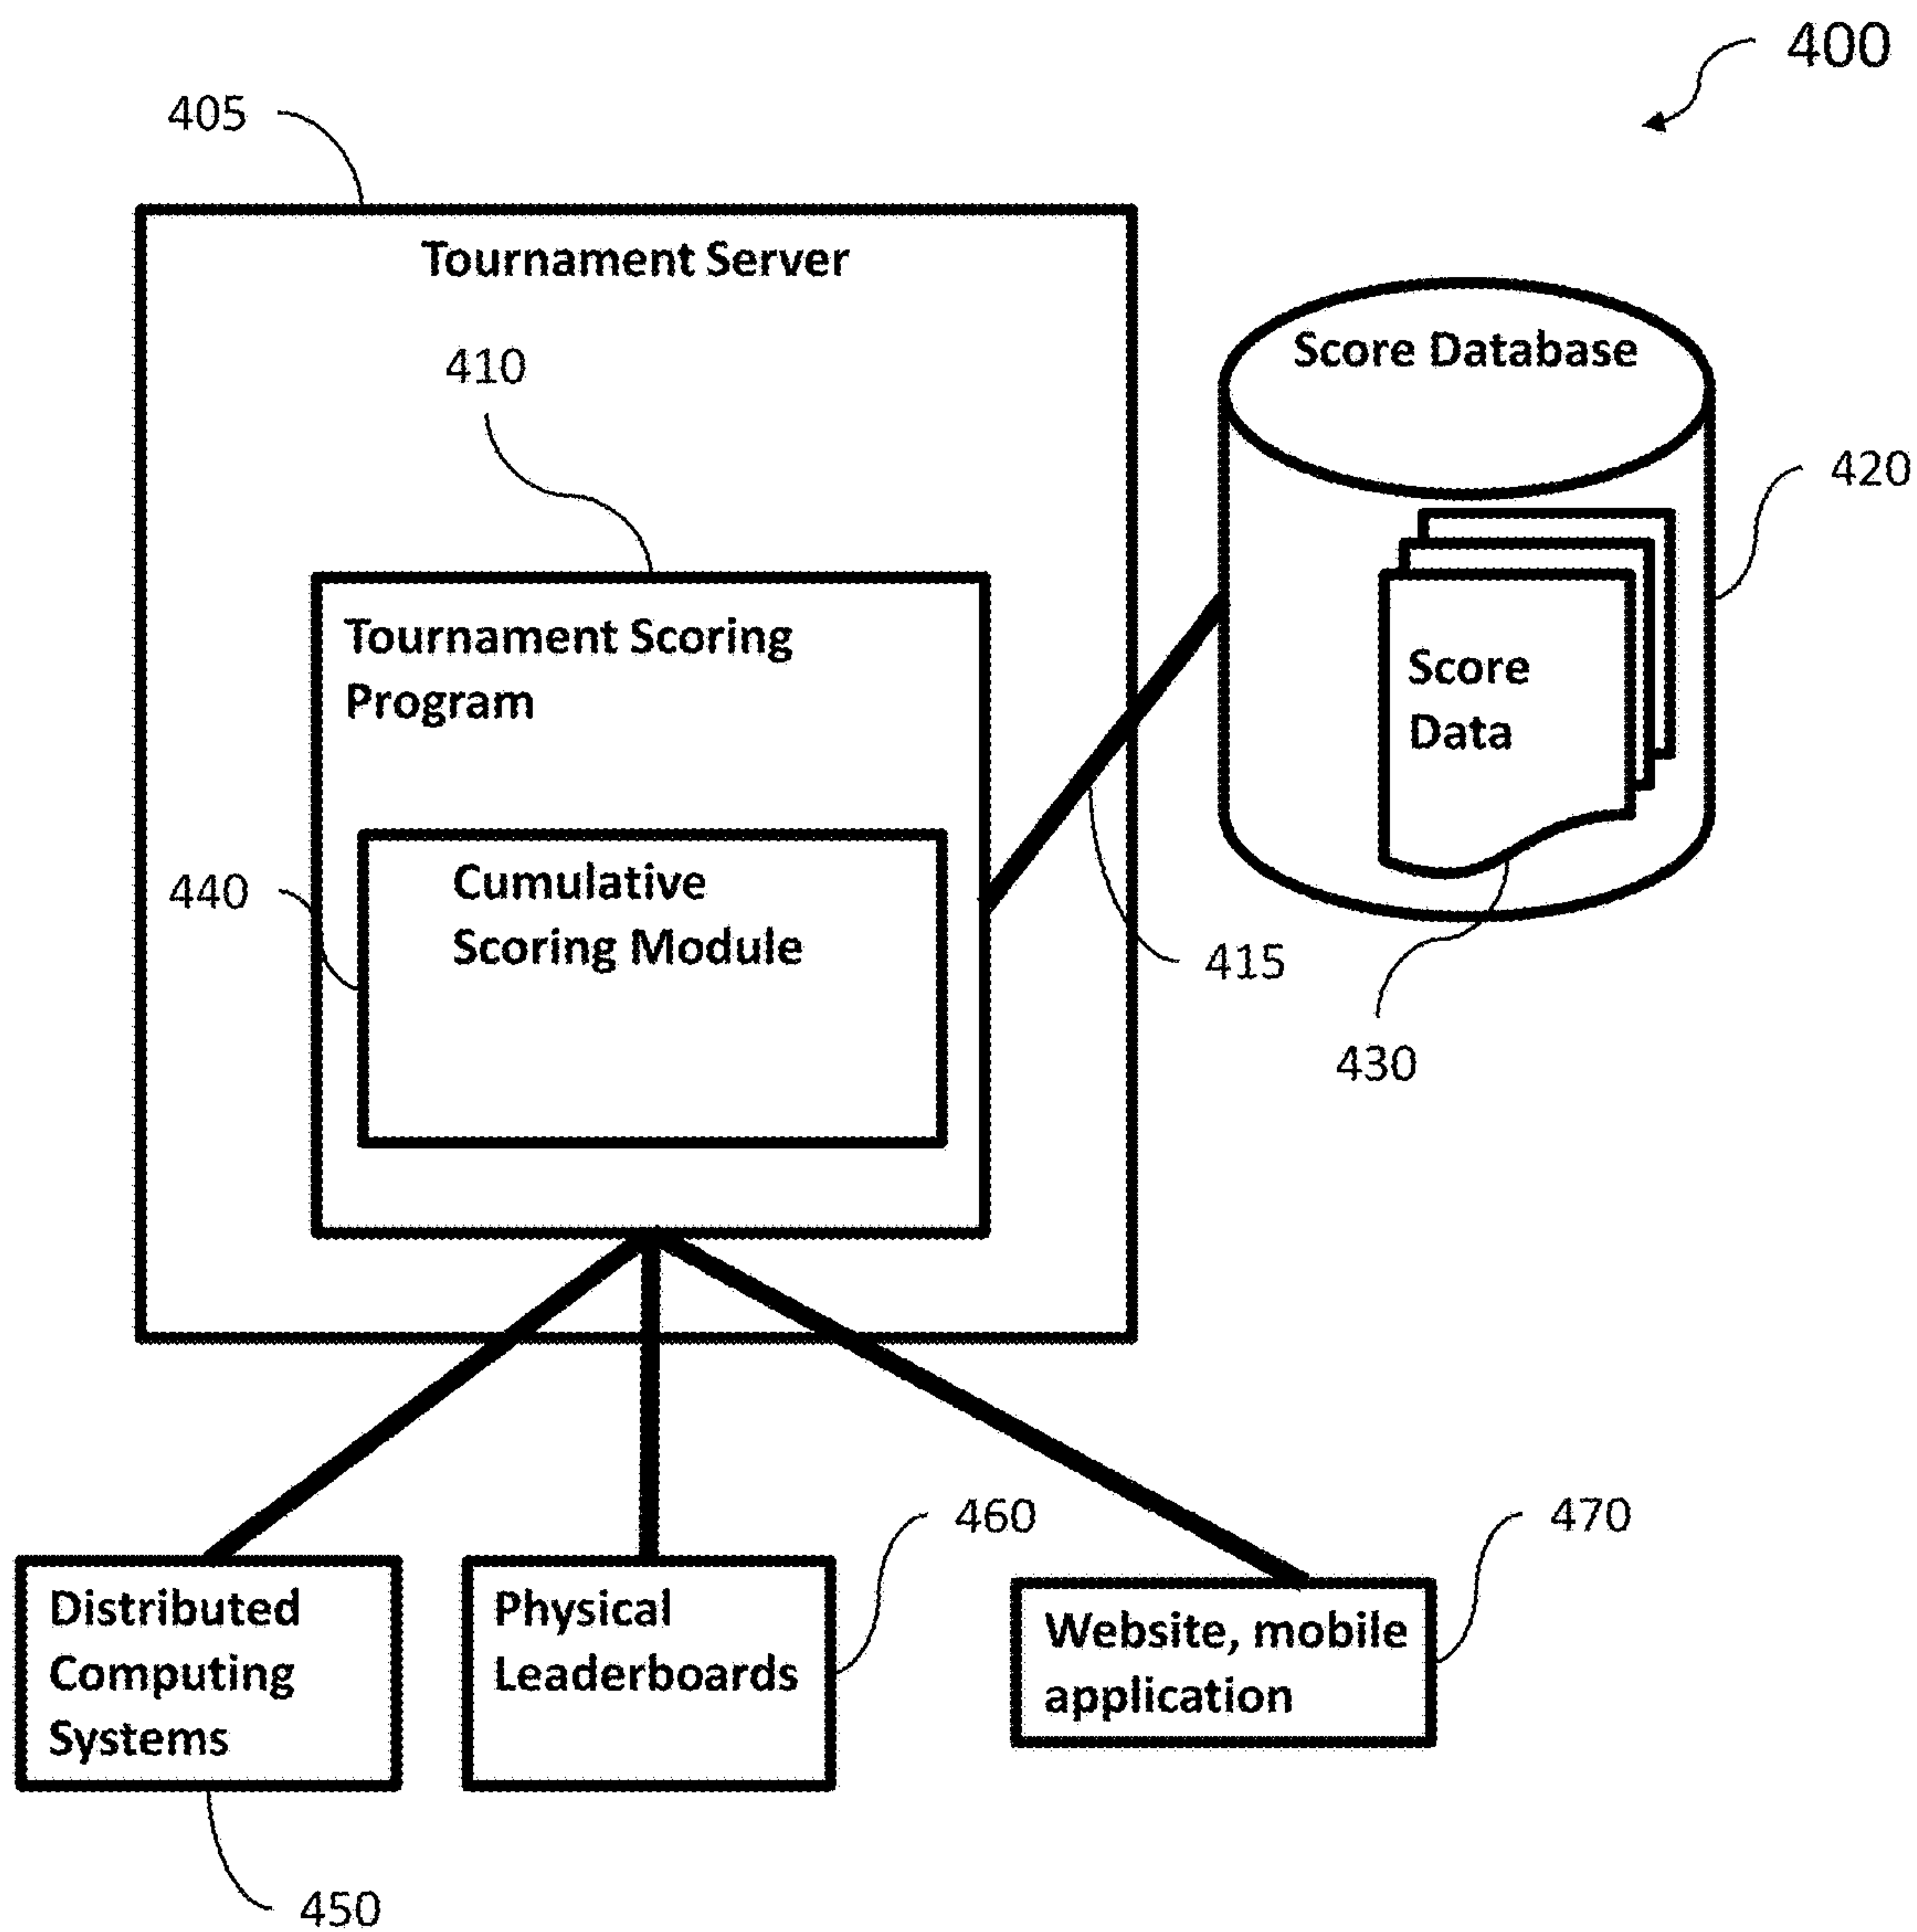 400
405
Tournament Server
410
Score Database
420
Tournament Scoring
Program
Score
Data
440
Cumulative
Scoring Module
415
430
460
470
Distributed
Computing
Systems
Physical
Leaderboards
Website, mobile
application
450